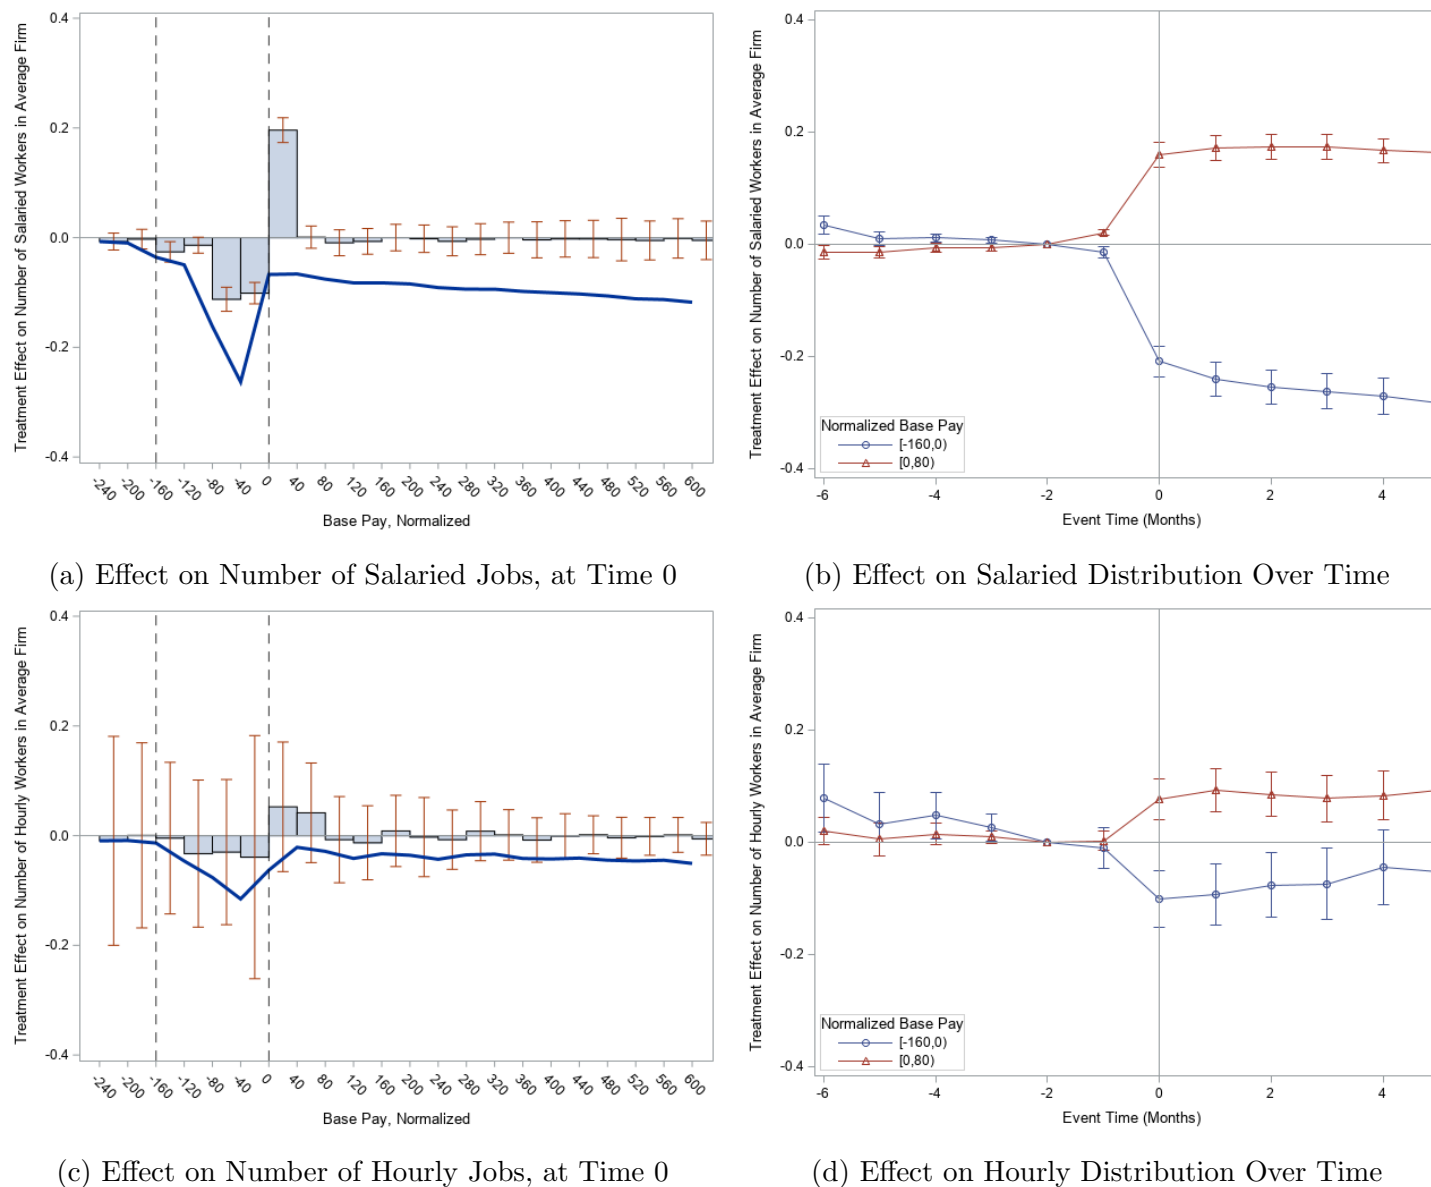 Treatment Effect on Number of Salaried Workers in Average Firm
0.4
0.2
0.0
-0.2
-0.4
-240 -200 -160 -120 -80 -40 0 40 80 120 160 200 240 280 320 360 400 440 480 520 560 600
Base Pay, Normalized
(a) Effect on Number of Salaried Jobs, at Time 0
Treatment Effect on Number of Salaried Workers in Average Firm
0.4
0.2
0.0
-0.2
-0.4
Normalized Base Pay
[-160,0)
[0,80)
-6 -4 -2 0 2 4
Event Time (Months)
(b) Effect on Salaried Distribution Over Time
Treatment Effect on Number of Hourly Workers in Average Firm
0.4
0.2
0.0
-0.2
-0.4
-240 -200 -160 -120 -80 -40 0 40 80 120 160 200 240 280 320 360 400 440 480 520 560 600
Base Pay, Normalized
(c) Effect on Number of Hourly Jobs, at Time 0
Treatment Effect on Number of Hourly Workers in Average Firm
0.4
0.2
0.0
-0.2
-0.4
Normalized Base Pay
[-160,0)
[0,80)
-6 -4 -2 0 2 4
Event Time (Months)
(d) Effect on Hourly Distribution Over Time